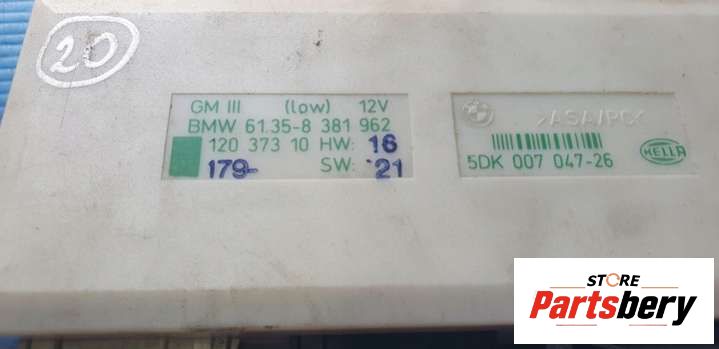 20
GM III (low) 12V
BMW 61.35-8 381 962
120 373 10 HW: 16
179- SW: 21
>ASA/PC<
5DK 007 047-26
HELLA
STORE
Partsbery